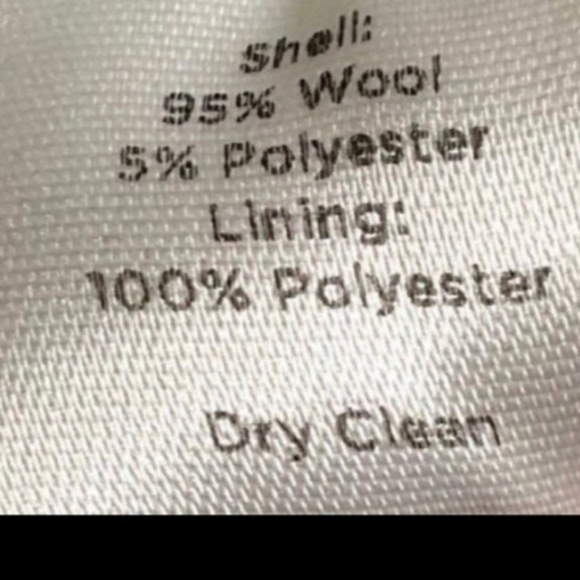 Shell:
95% Wool
5% Polyester
Lining:
100% Polyester
Dry Clean